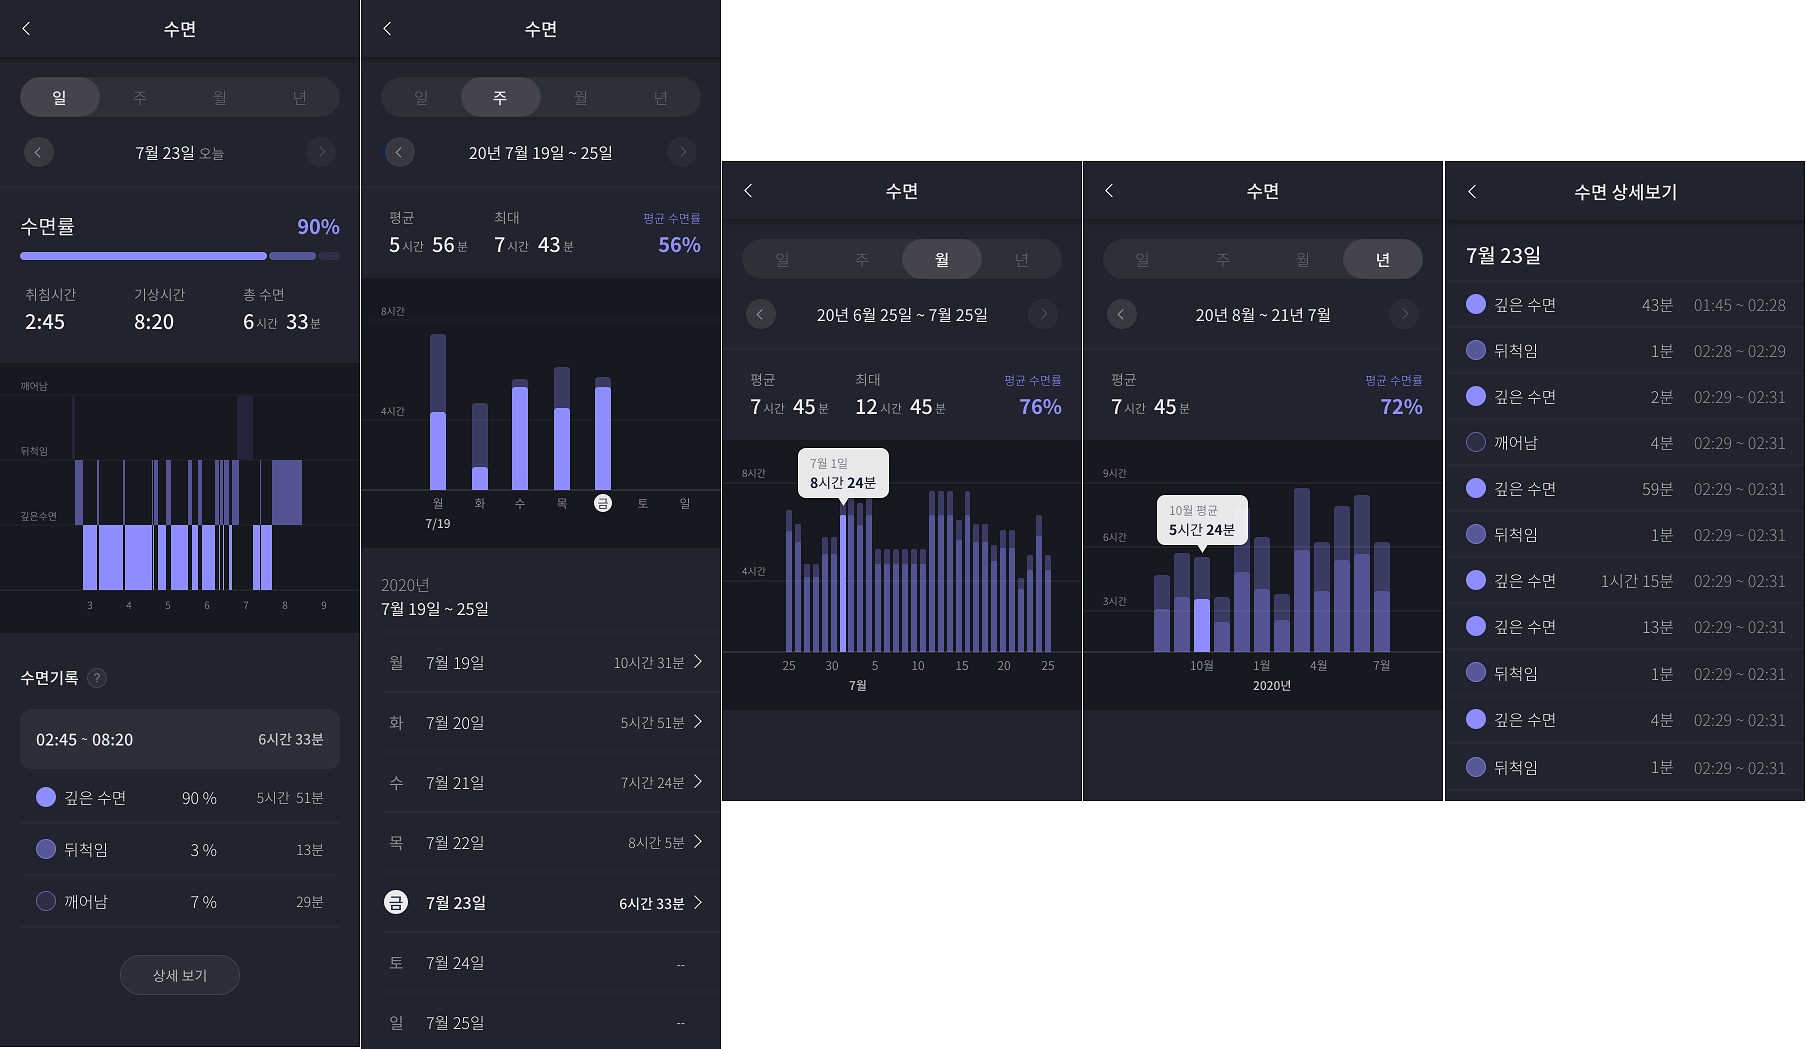 수면
일 주 월 년
7월 23일 오늘
수면률 90%
취침시간 기상시간 총 수면
2:45 8:20 6시간 33분
깨어남
뒤척임
깊은수면
3 4 5 6 7 8 9
수면기록 ?
02:45 ~ 08:20 6시간 33분
깊은 수면 90 % 5시간 51분
뒤척임 3 % 13분
깨어남 7 % 29분
상세 보기
수면
일 주 월 년
20년 7월 19일 ~ 25일
평균 최대 평균 수면률
5시간 56분 7시간 43분 56%
8시간
4시간
월 화 수 목 금 토 일
7/19
2020년
7월 19일 ~ 25일
월 7월 19일 10시간 31분
화 7월 20일 5시간 51분
수 7월 21일 7시간 24분
목 7월 22일 8시간 5분
금 7월 23일 6시간 33분
토 7월 24일 --
일 7월 25일 --
수면
일 주 월 년
20년 6월 25일 ~ 7월 25일
평균 최대 평균 수면률
7시간 45분 12시간 45분 76%
7월 1일
8시간 24분
8시간
4시간
25 30 5 10 15 20 25
7월
수면
일 주 월 년
20년 8월 ~ 21년 7월
평균 평균 수면률
7시간 45분 72%
9시간
10월 평균
5시간 24분
6시간
3시간
10월 1월 4월 7월
2020년
수면 상세보기
7월 23일
깊은 수면 43분 01:45 ~ 02:28
뒤척임 1분 02:28 ~ 02:29
깊은 수면 2분 02:29 ~ 02:31
깨어남 4분 02:29 ~ 02:31
깊은 수면 59분 02:29 ~ 02:31
뒤척임 1분 02:29 ~ 02:31
깊은 수면 1시간 15분 02:29 ~ 02:31
깊은 수면 13분 02:29 ~ 02:31
뒤척임 1분 02:29 ~ 02:31
깊은 수면 4분 02:29 ~ 02:31
뒤척임 1분 02:29 ~ 02:31